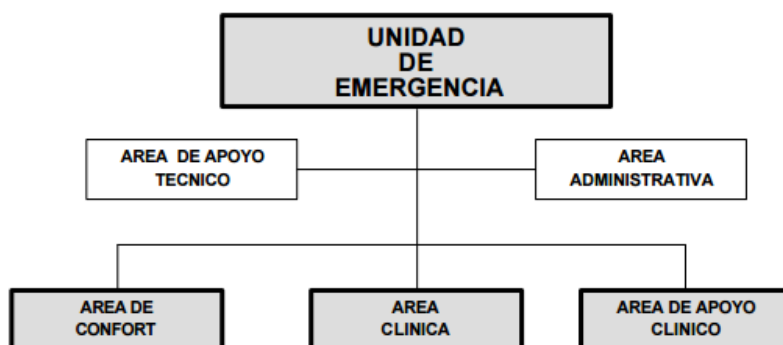 UNIDAD
DE
EMERGENCIA
AREA DE APOYO
TECNICO
AREA
ADMINISTRATIVA
AREA DE
CONFORT
AREA
CLINICA
AREA DE APOYO
CLINICO